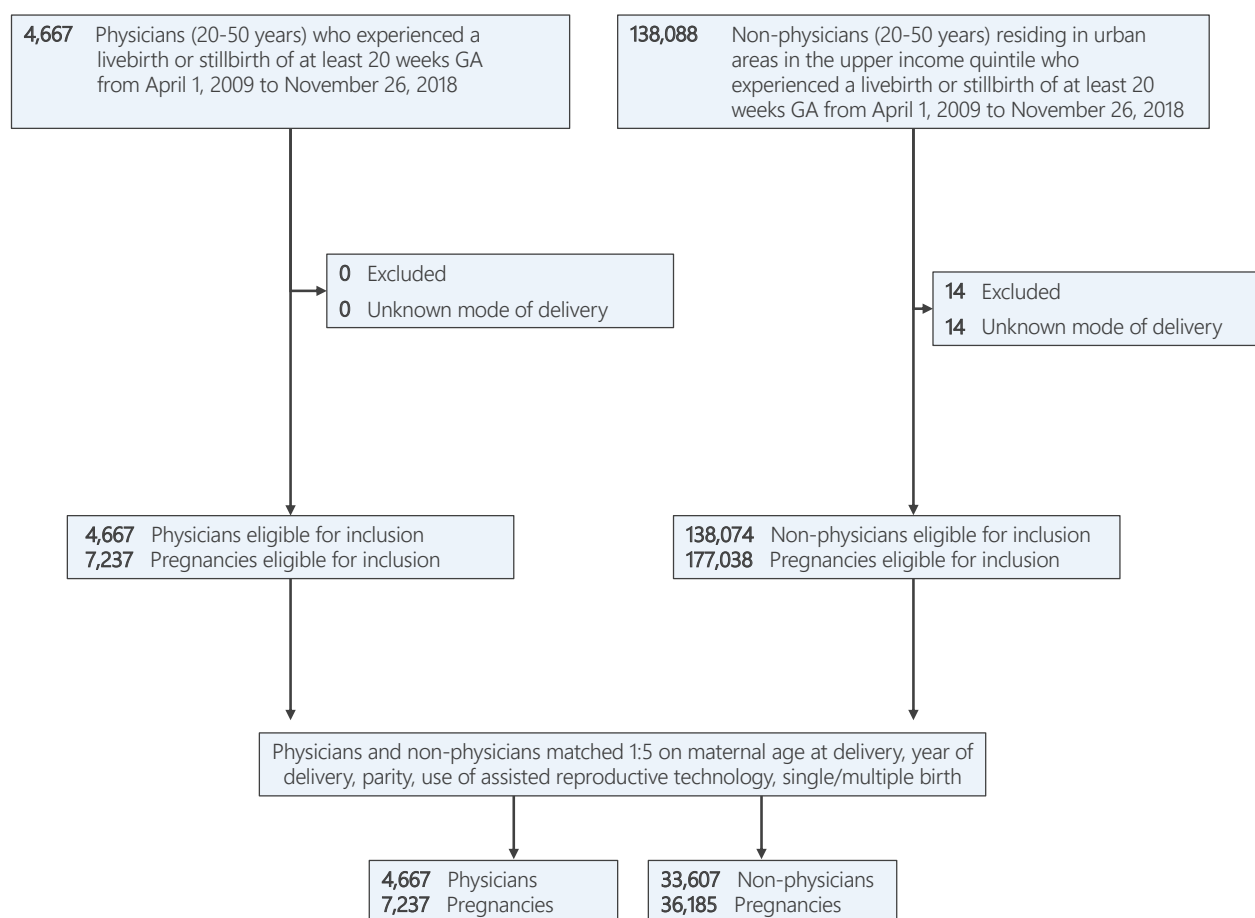 4,667 Physicians (20-50 years) who experienced a
livebirth or stillbirth of at least 20 weeks GA
from April 1, 2009 to November 26, 2018
138,088 Non-physicians (20-50 years) residing in urban
areas in the upper income quintile who
experienced a livebirth or stillbirth of at least 20
weeks GA from April 1, 2009 to November 26, 2018
0 Excluded
0 Unknown mode of delivery
14 Excluded
14 Unknown mode of delivery
4,667 Physicians eligible for inclusion
7,237 Pregnancies eligible for inclusion
138,074 Non-physicians eligible for inclusion
177,038 Pregnancies eligible for inclusion
Physicians and non-physicians matched 1:5 on maternal age at delivery, year of
delivery, parity, use of assisted reproductive technology, single/multiple birth
4,667 Physicians
7,237 Pregnancies
33,607 Non-physicians
36,185 Pregnancies